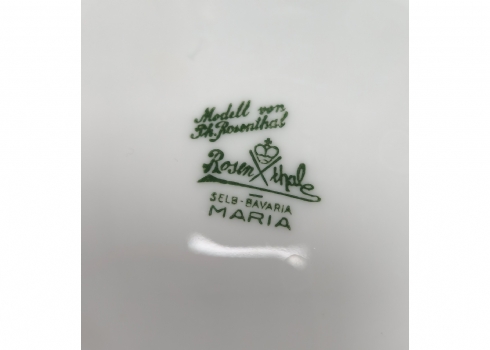 Modell von
Ph. Rosenthal
Rosenthal
SELB-BAVARIA
MARIA